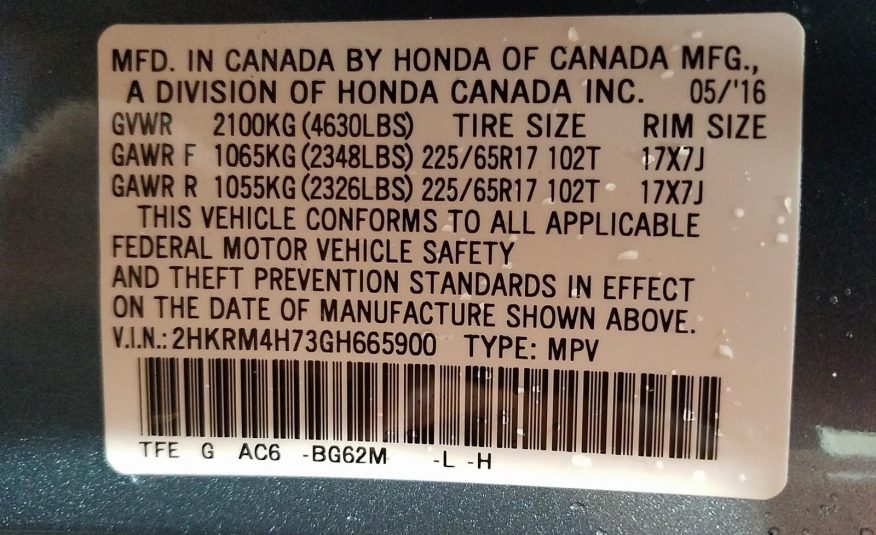 MFD. IN CANADA BY HONDA OF CANADA MFG.,
A DIVISION OF HONDA CANADA INC. 05/'16
GVWR 2100KG (4630LBS) TIRE SIZE RIM SIZE
GAWR F 1065KG (2348LBS) 225/65R17 102T 17X7J
GAWR R 1055KG (2326LBS) 225/65R17 102T 17X7J
THIS VEHICLE CONFORMS TO ALL APPLICABLE
FEDERAL MOTOR VEHICLE SAFETY
AND THEFT PREVENTION STANDARDS IN EFFECT
ON THE DATE OF MANUFACTURE SHOWN ABOVE.
V.I.N.: 2HKRM4H73GH665900 TYPE: MPV
TFE G AC6 -BG62M -L -H